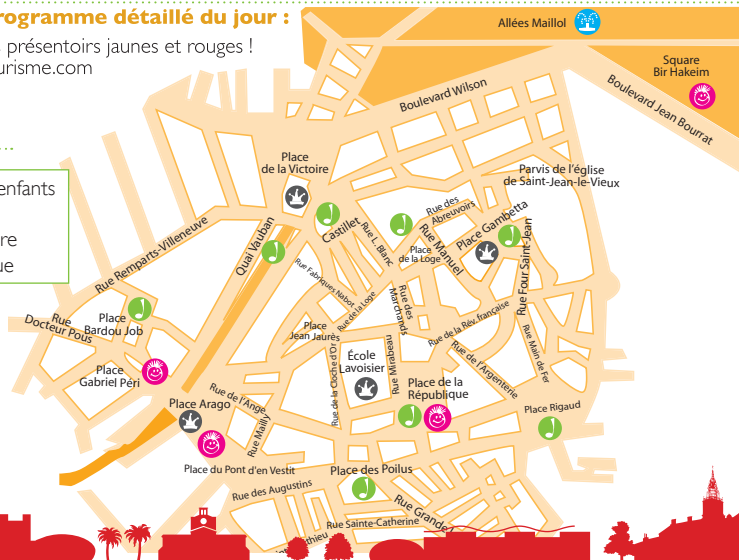 rogramme détaillé du jour :
présentoirs jaunes et rouges !
urisme.com
enfants
re
ue
Allées Maillol
Square
Bir Hakeim
Boulevard Jean Bourrat
Boulevard Wilson
Place
de la Victoire
Parvis de l'église
de Saint-Jean-le-Vieux
Rue des
Abreuvoirs
Rue Remparts Villeneuve
Quai Vauban
Castillet
Rue L. Blanc
Place
de la Loge
Rue Manuel
Place Gambetta
Rue Four Saint-Jean
Rue Fabriques Nabot
Rue de la Loge
Rue des
Marchands
Rue
Docteur Pous
Place
Bardou Job
Place
Jean Jaurès
Rue de la Rév. française
Place
Gabriel Péri
École
Lavoisier
Rue de la Cloche d'Or
Rue Mirabeau
Rue de l'Argenterie
Rue Main de Fer
Place Arago
Rue de l'Ange
Rue Mailly
Place de la
République
Place Rigaud
Place du Pont d'en Vestit
Place des Poilus
Rue des Augustins
Rue Grande
Rue Sainte-Catherine